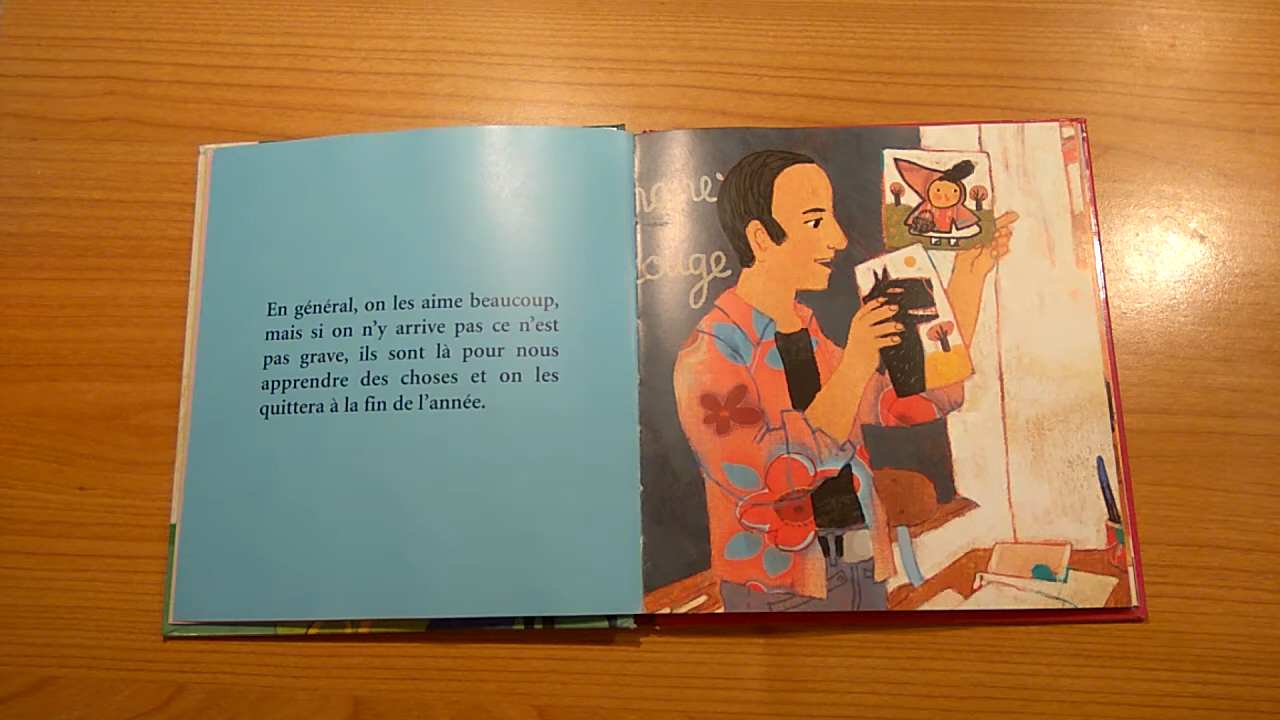 En général, on les aime beaucoup,
mais si on n'y arrive pas ce n'est
pas grave, ils sont là pour nous
apprendre des choses et on les
quittera à la fin de l'année.